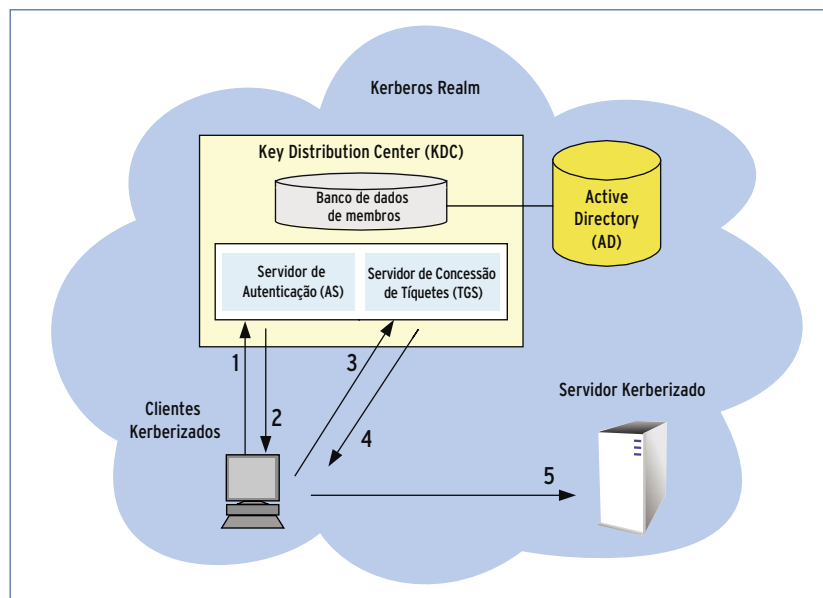 Kerberos Realm
Key Distribution Center (KDC)
Banco de dados
de membros
Active
Directory
(AD)
Servidor de
Autenticação (AS)
Servidor de Concessão
de Tíquetes (TGS)
1
2
3
4
Clientes
Kerberizados
Servidor Kerberizado
5